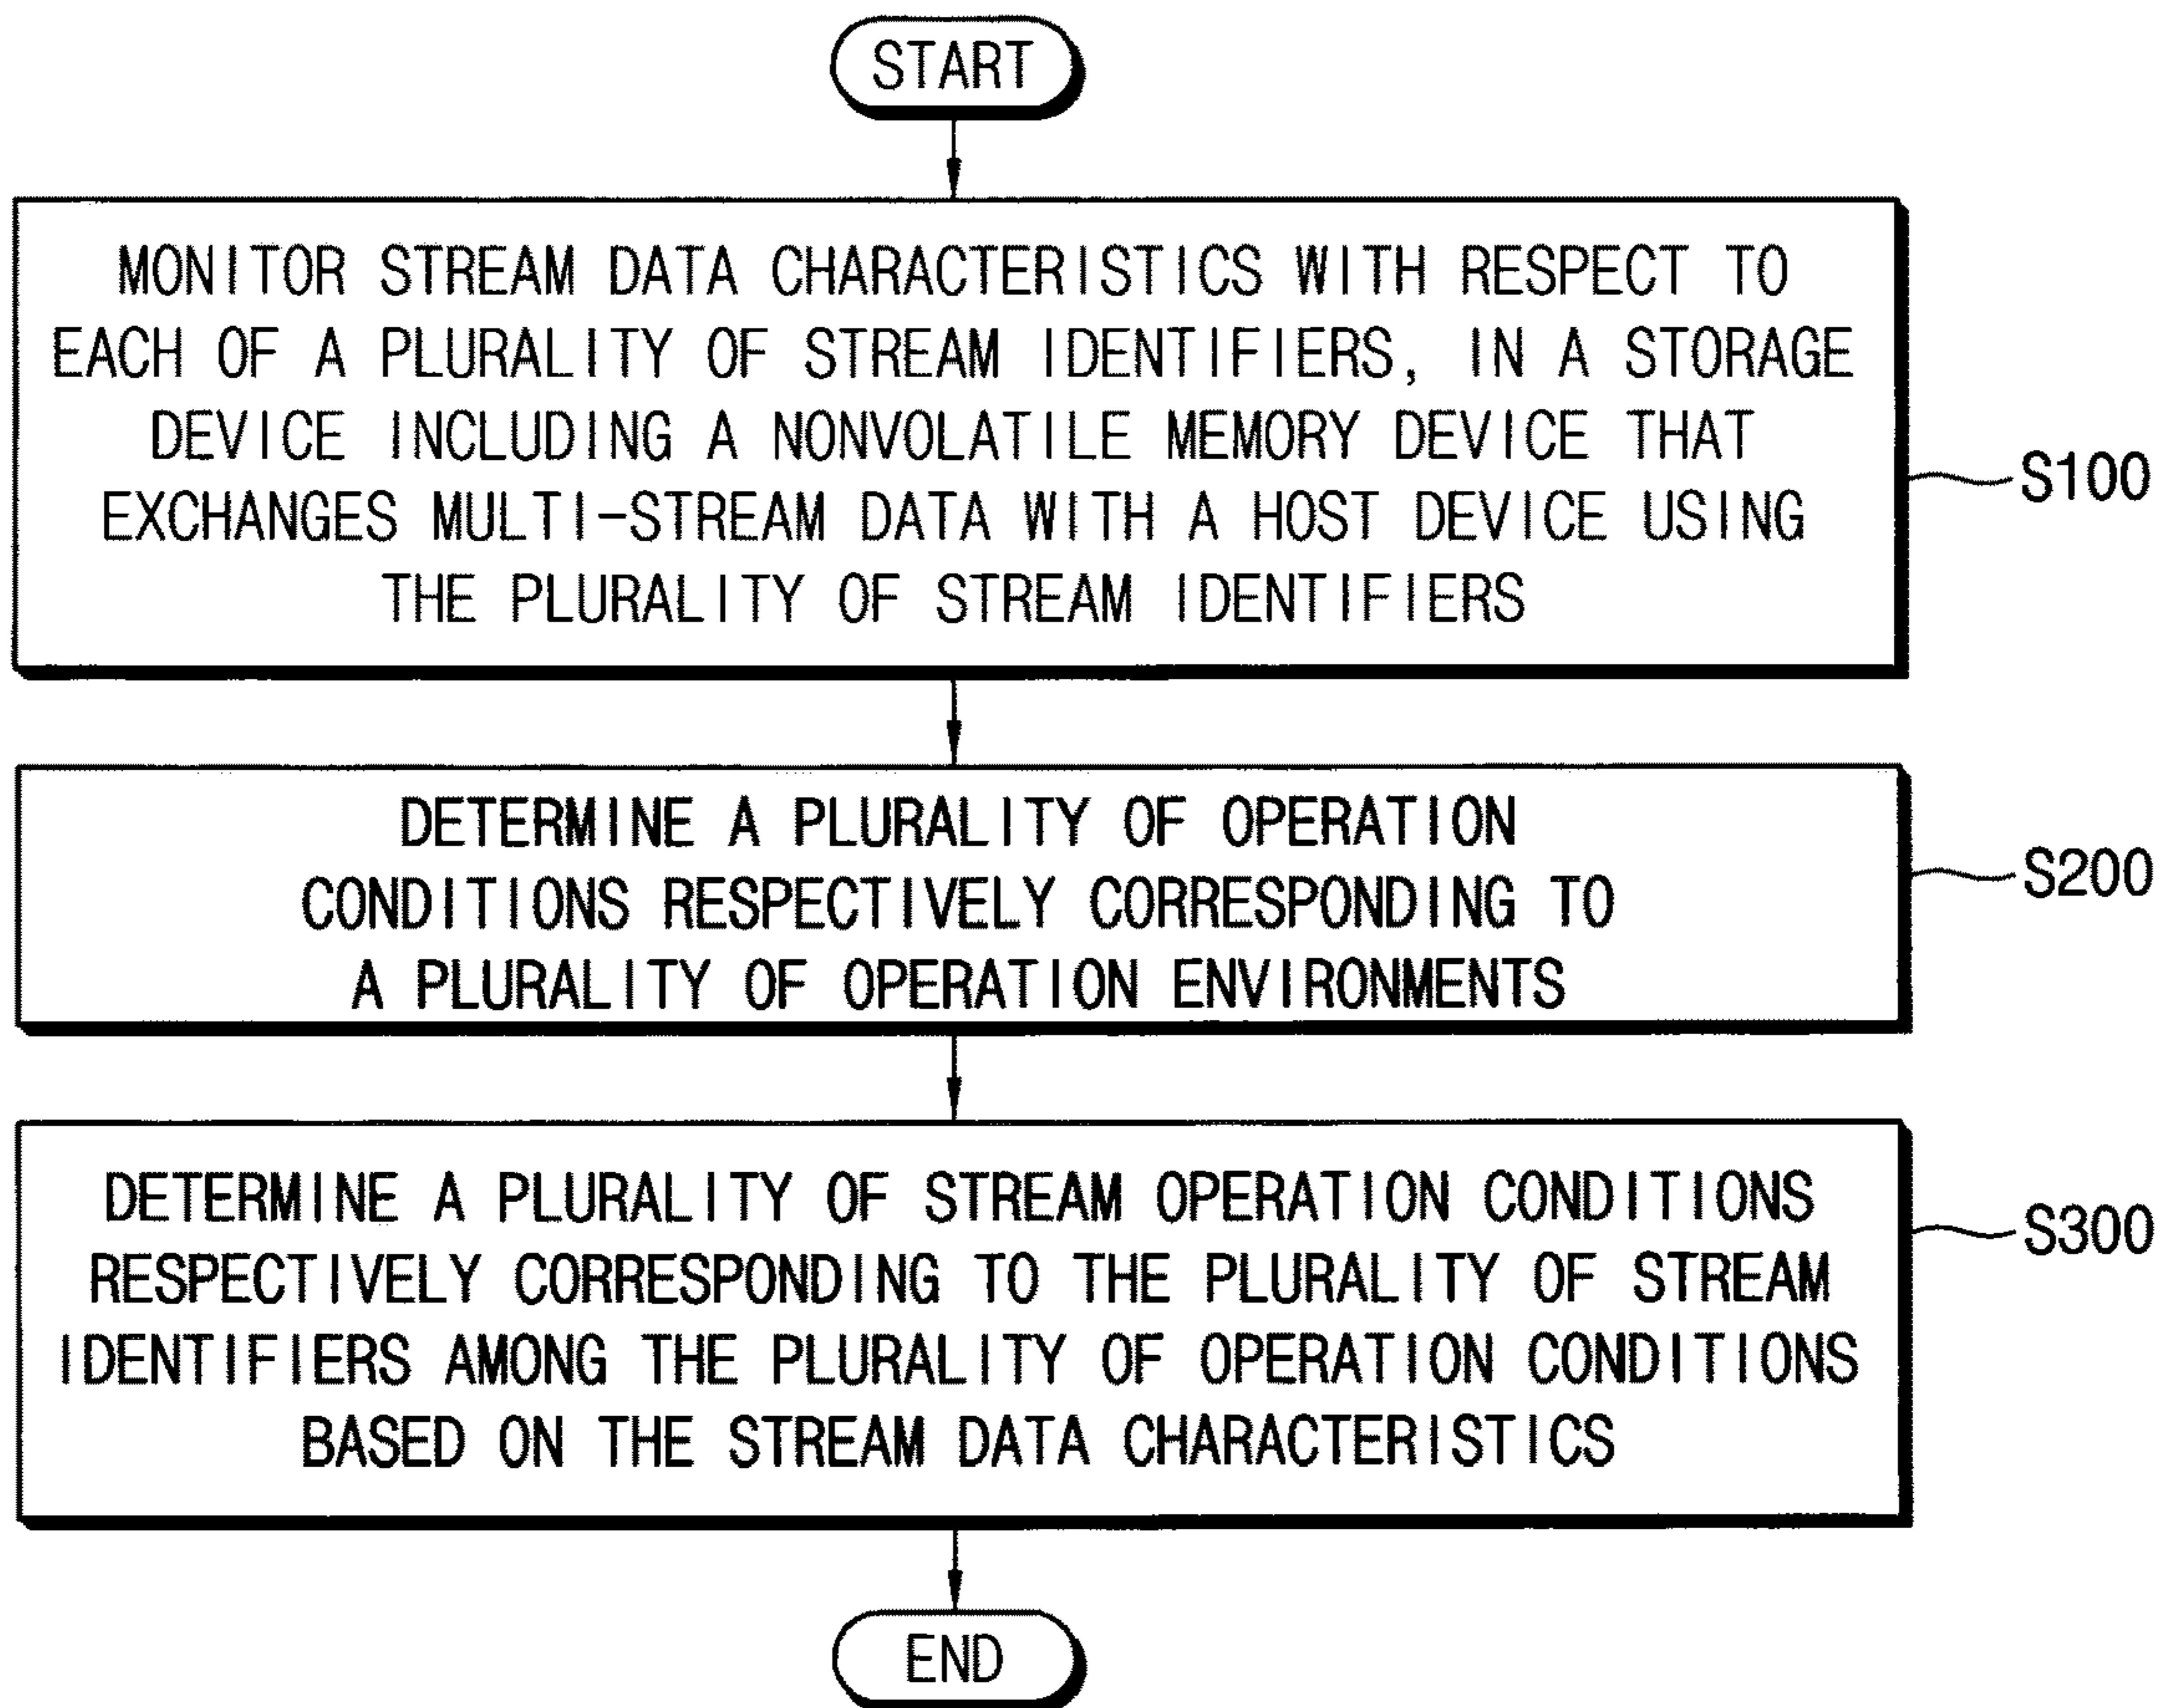 START
MONITOR STREAM DATA CHARACTERISTICS WITH RESPECT TO
EACH OF A PLURALITY OF STREAM IDENTIFIERS, IN A STORAGE
DEVICE INCLUDING A NONVOLATILE MEMORY DEVICE THAT
EXCHANGES MULTI-STREAM DATA WITH A HOST DEVICE USING
THE PLURALITY OF STREAM IDENTIFIERS
S100
DETERMINE A PLURALITY OF OPERATION
CONDITIONS RESPECTIVELY CORRESPONDING TO
A PLURALITY OF OPERATION ENVIRONMENTS
S200
DETERMINE A PLURALITY OF STREAM OPERATION CONDITIONS
RESPECTIVELY CORRESPONDING TO THE PLURALITY OF STREAM
IDENTIFIERS AMONG THE PLURALITY OF OPERATION CONDITIONS
BASED ON THE STREAM DATA CHARACTERISTICS
S300
END